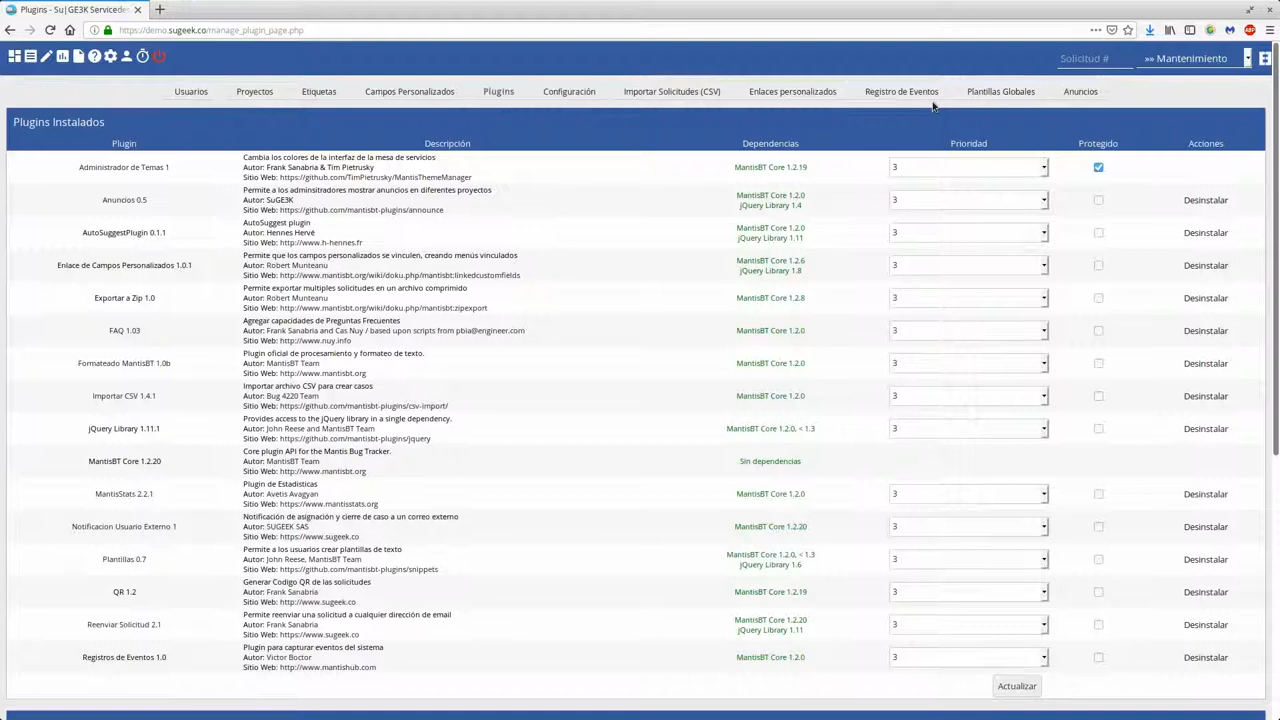 Plugins - Su|GE3K Servicedes
https://demo.sugeek.co/manage_plugin_page.php
ABP
Solicitud #
»» Mantenimiento
Usuarios Proyectos Etiquetas Campos Personalizados Plugins Configuración Importar Solicitudes (CSV) Enlaces personalizados Registro de Eventos Plantillas Globales Anuncios
Plugins Instalados
Plugin Descripción Dependencias Prioridad Protegido Acciones
Cambia los colores de la interfaz de la mesa de servicios
Administrador de Temas 1 Autor: Frank Sanabria & Tim Pietrusky MantisBT Core 1.2.19 3
Sitio Web: https://github.com/TimPietrusky/MantisThemeManager
Permite a los adminsitradores mostrar anuncios en diferentes proyectos
MantisBT Core 1.2.0
Anuncios 0.5 Autor: SuGE3K 3 Desinstalar
jQuery Library 1.4
Sitio Web: https://github.com/mantisbt-plugins/announce
AutoSuggest plugin
MantisBT Core 1.2.0
AutoSuggestPlugin 0.1.1 Autor: Hennes Hervé 3 Desinstalar
jQuery Library 1.11
Sitio Web: http://www.h-hennes.fr
Permite que los campos personalizados se vinculen, creando menús vinculados
MantisBT Core 1.2.6
Enlace de Campos Personalizados 1.0.1 Autor: Robert Munteanu 3 Desinstalar
jQuery Library 1.8
Sitio Web: http://www.mantisbt.org/wiki/doku.php/mantisbt:linkedcustomfields
Permite exportar multiples solicitudes en un archivo comprimido
Exportar a Zip 1.0 Autor: Robert Munteanu MantisBT Core 1.2.8 3 Desinstalar
Sitio Web: http://www.mantisbt.org/wiki/doku.php/mantisbt:zipexport
Agregar capacidades de Preguntas Frecuentes
FAQ 1.03 Autor: Frank Sanabria and Cas Nuy / based upon scripts from pbia@engineer.com MantisBT Core 1.2.0 3 Desinstalar
Sitio Web: http://www.nuy.info
Plugin oficial de procesamiento y formateo de texto.
Formateado MantisBT 1.0b Autor: MantisBT Team MantisBT Core 1.2.0 3 Desinstalar
Sitio Web: http://www.mantisbt.org
Importar archivo CSV para crear casos
Importar CSV 1.4.1 Autor: Bug 4220 Team MantisBT Core 1.2.0 3 Desinstalar
Sitio Web: https://github.com/mantisbt-plugins/csv-import/
Provides access to the jQuery library in a single dependency.
jQuery Library 1.11.1 Autor: John Reese and MantisBT Team MantisBT Core 1.2.0, < 1.3 3 Desinstalar
Sitio Web: https://github.com/mantisbt-plugins/jquery
Core plugin API for the Mantis Bug Tracker.
MantisBT Core 1.2.20 Autor: MantisBT Team Sin dependencias
Sitio Web: http://www.mantisbt.org
Plugin de Estadisticas
MantisStats 2.2.1 Autor: Avetis Avagyan MantisBT Core 1.2.0 3 Desinstalar
Sitio Web: https://www.mantisstats.org
Notificación de asignación y cierre de caso a un correo externo
Notificacion Usuario Externo 1 Autor: SUGEEK SAS MantisBT Core 1.2.20 3 Desinstalar
Sitio Web: https://www.sugeek.co
Permite a los usuarios crear plantillas de texto
MantisBT Core 1.2.0, < 1.3
Plantillas 0.7 Autor: John Reese, MantisBT Team 3 Desinstalar
jQuery Library 1.6
Sitio Web: https://github.com/mantisbt-plugins/snippets
Generar Codigo QR de las solicitudes
QR 1.2 Autor: Frank Sanabria MantisBT Core 1.2.19 3 Desinstalar
Sitio Web: http://www.sugeek.co
Permite reenviar una solicitud a cualquier dirección de email
MantisBT Core 1.2.20
Reenviar Solicitud 2.1 Autor: Frank Sanabria 3 Desinstalar
jQuery Library 1.11
Sitio Web: https://www.sugeek.co
Plugin para capturar eventos del sistema
Registros de Eventos 1.0 Autor: Victor Boctor MantisBT Core 1.2.0 3 Desinstalar
Sitio Web: http://www.mantishub.com
Actualizar